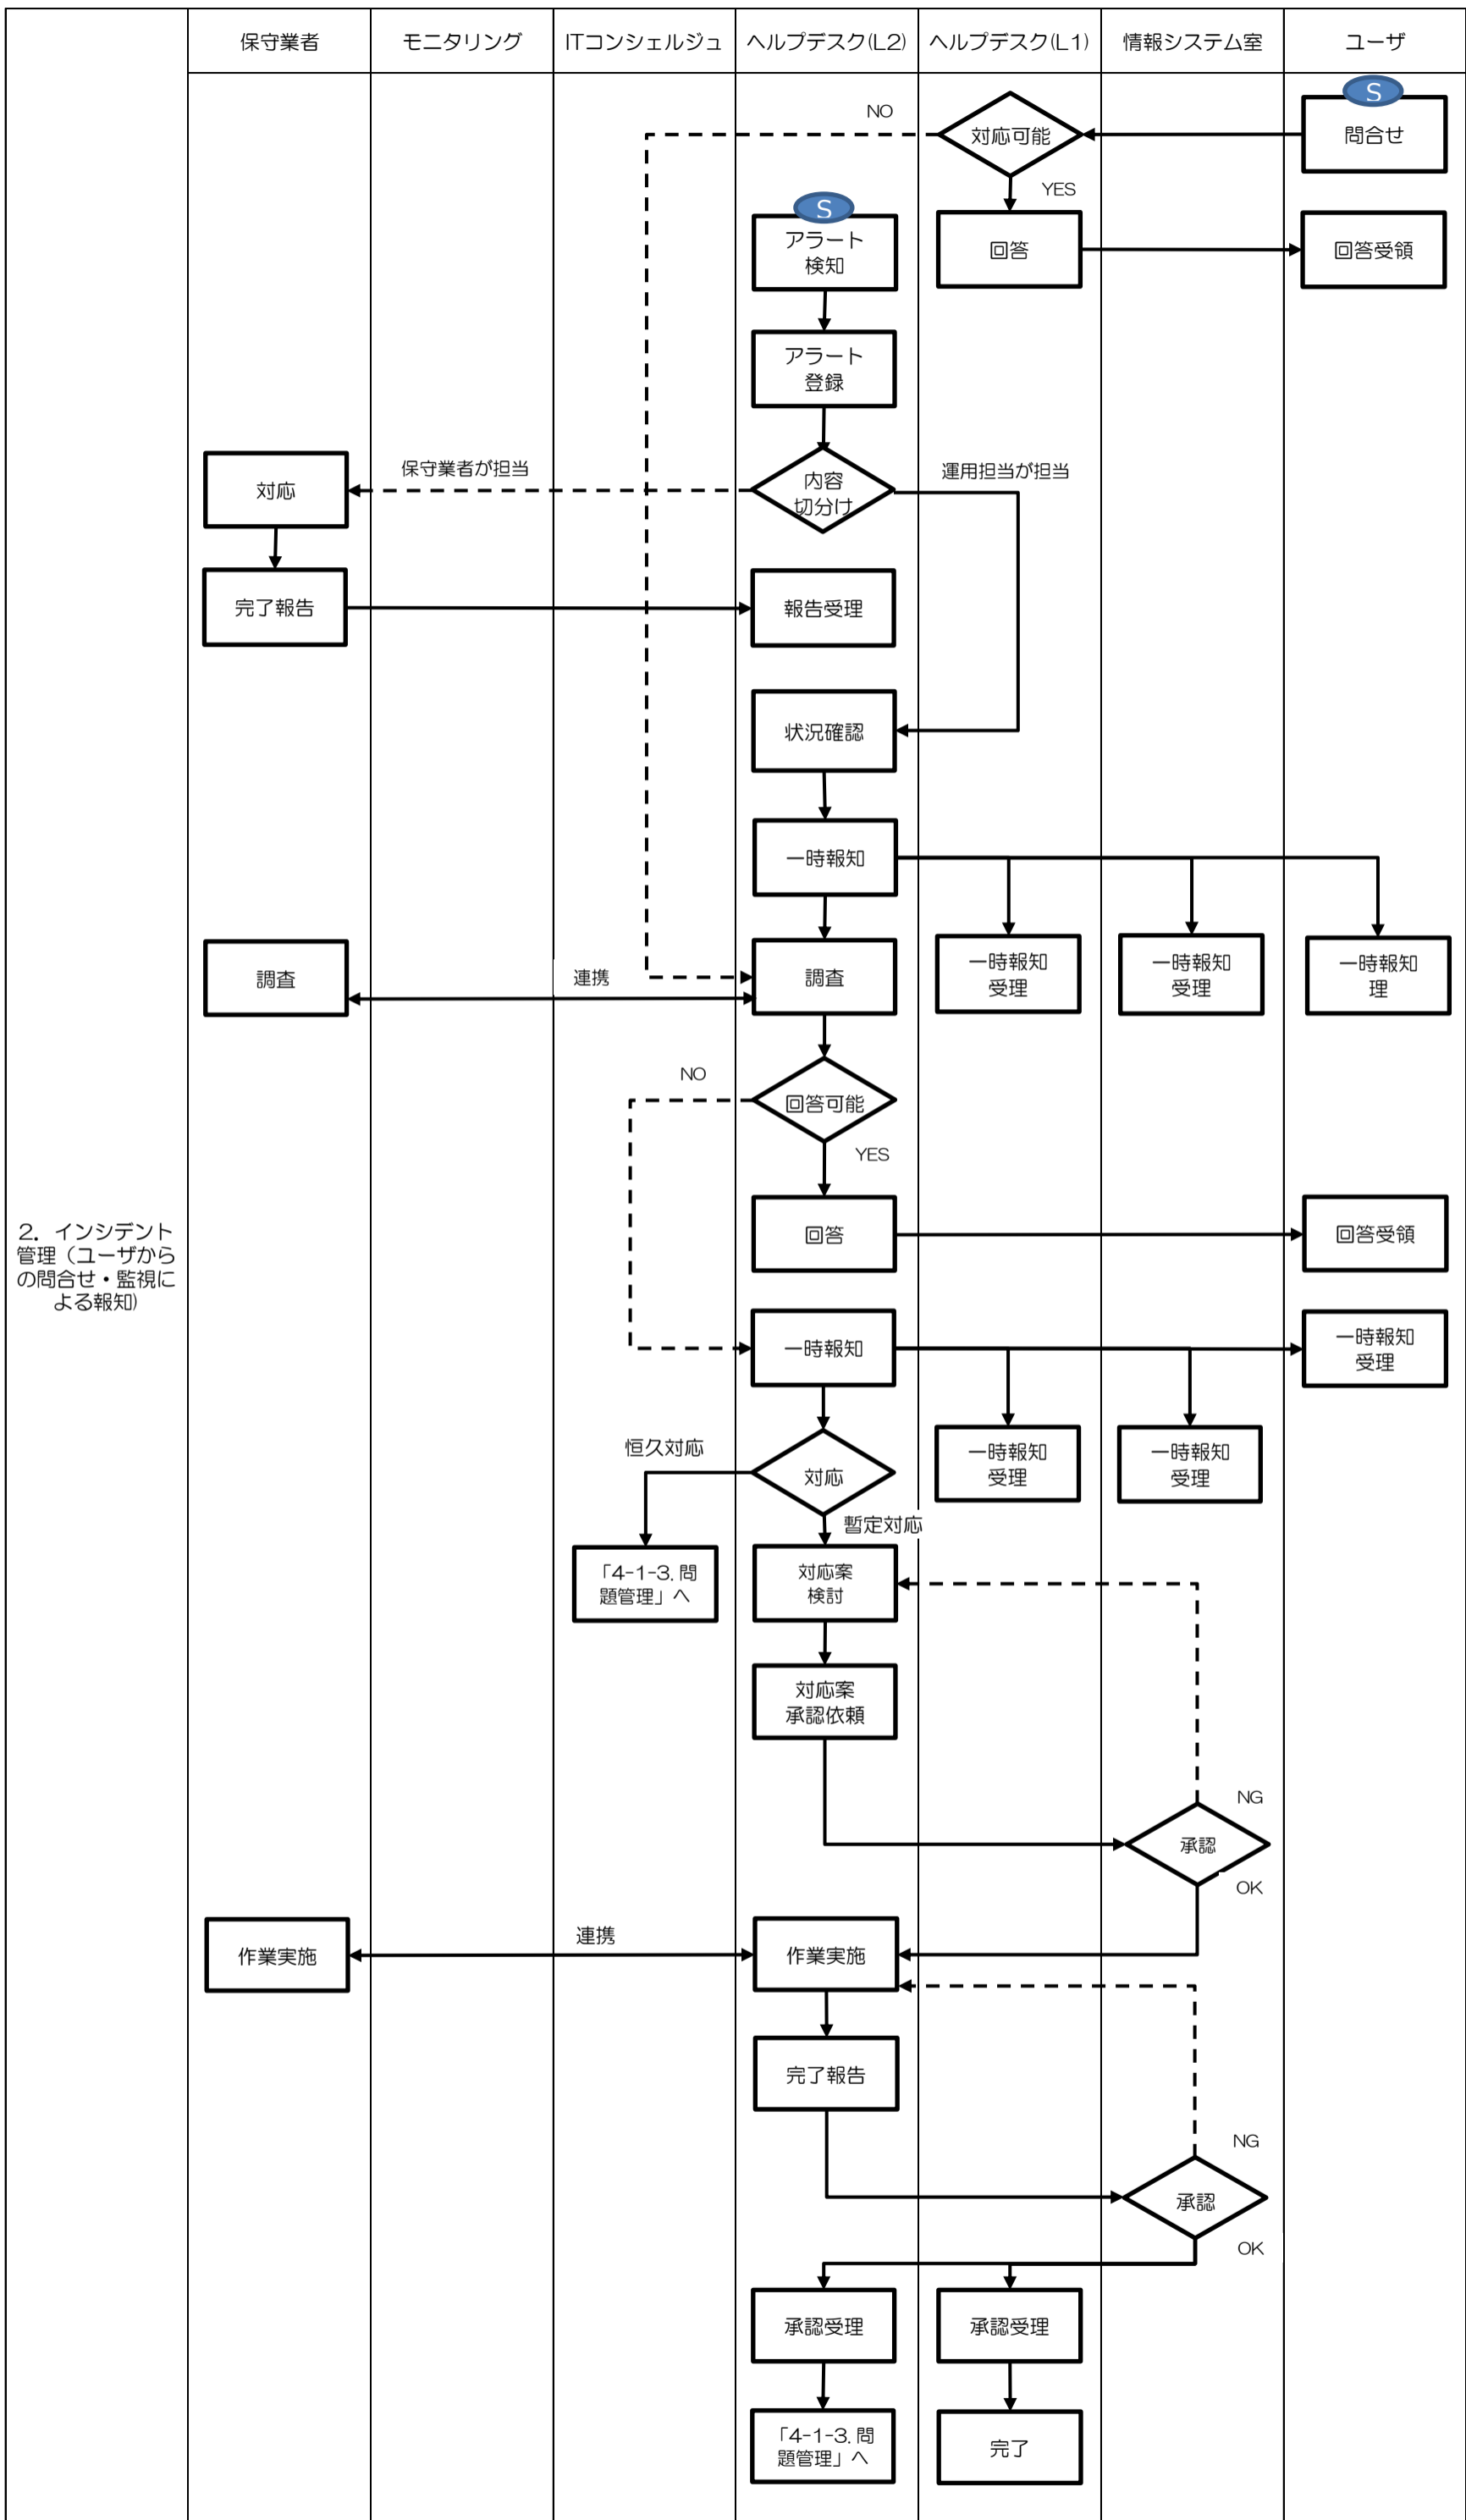 保守業者
モニタリング
ITコンシェルジュ
ヘルプデスク(L2)
ヘルプデスク(L1)
情報システム室
ユーザ
S
NO
対応可能
問合せ
YES
S
アラート
検知
回答
回答受領
アラート
登録
保守業者が担当
運用担当が担当
対応
内容
切分け
完了報告
報告受理
状況確認
一時報知
調査
連携
調査
一時報知
受理
一時報知
受理
一時報知
理
NO
回答可能
YES
2．インシデント
管理（ユーザから
の問合せ・監視に
よる報知)
回答
回答受領
一時報知
一時報知
受理
恒久対応
対応
一時報知
受理
一時報知
受理
暫定対応
「4-1-3.問
題管理」へ
対応案
検討
対応案
承認依頼
NG
承認
OK
作業実施
連携
作業実施
完了報告
NG
承認
OK
承認受理
承認受理
「4-1-3.問
題管理」へ
完了